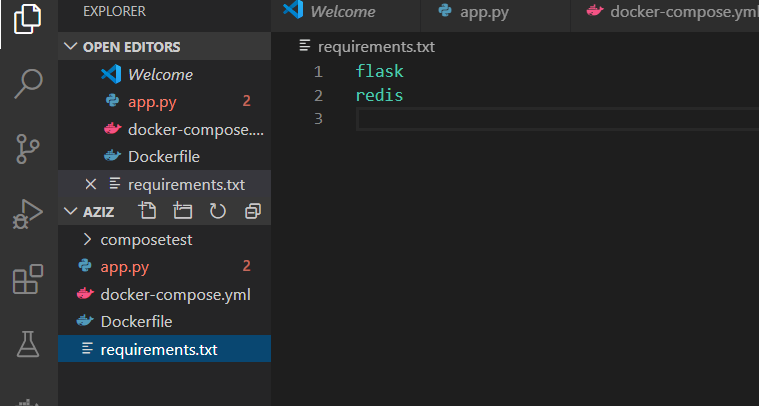 EXPLORER
OPEN EDITORS
Welcome
app.py 2
docker-compose....
Dockerfile
requirements.txt
AZIZ
composetest
app.py 2
docker-compose.yml
Dockerfile
requirements.txt
Welcome
app.py
docker-compose.yml
requirements.txt
1 flask
2 redis
3